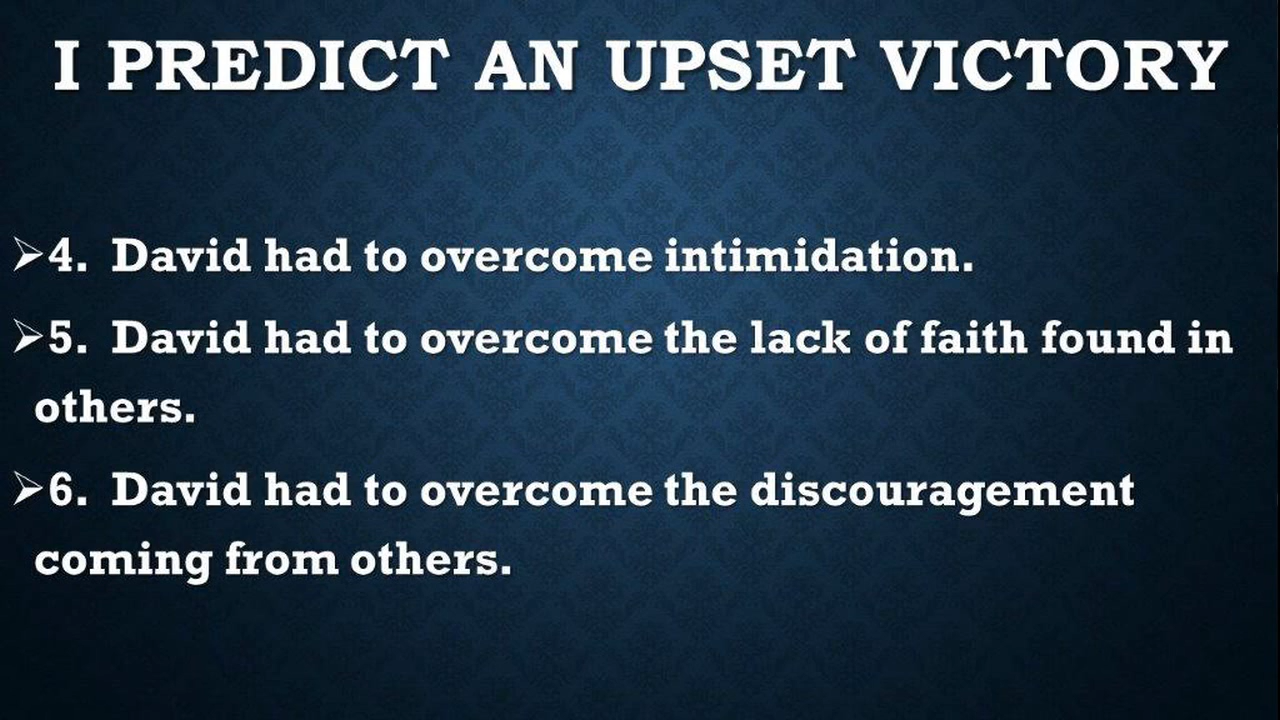 I PREDICT AN UPSET VICTORY
➢4. David had to overcome intimidation.
➢5. David had to overcome the lack of faith found in
others.
➢6. David had to overcome the discouragement
coming from others.